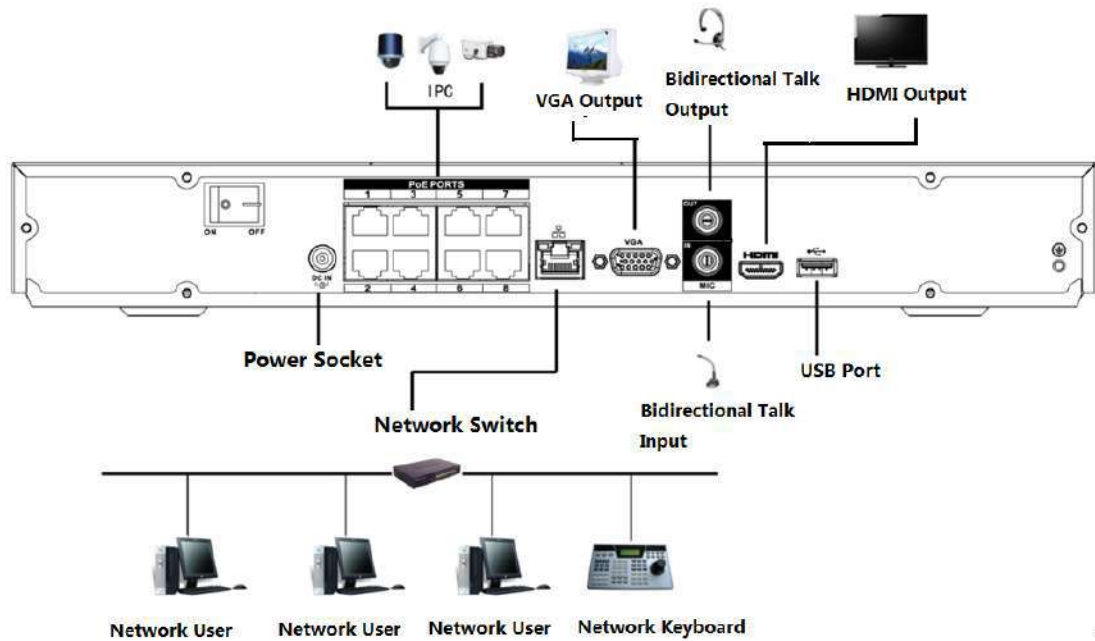 IPC
VGA Output
Bidirectional Talk
Output
HDMI Output
PoE PORTS
1 3 5 7
ON OFF
DC IN
2 4 6 8
VGA
OUT
IN
MIC
HDMI
Power Socket
Network Switch
Bidirectional Talk
Input
USB Port
Network User
Network User
Network User
Network Keyboard